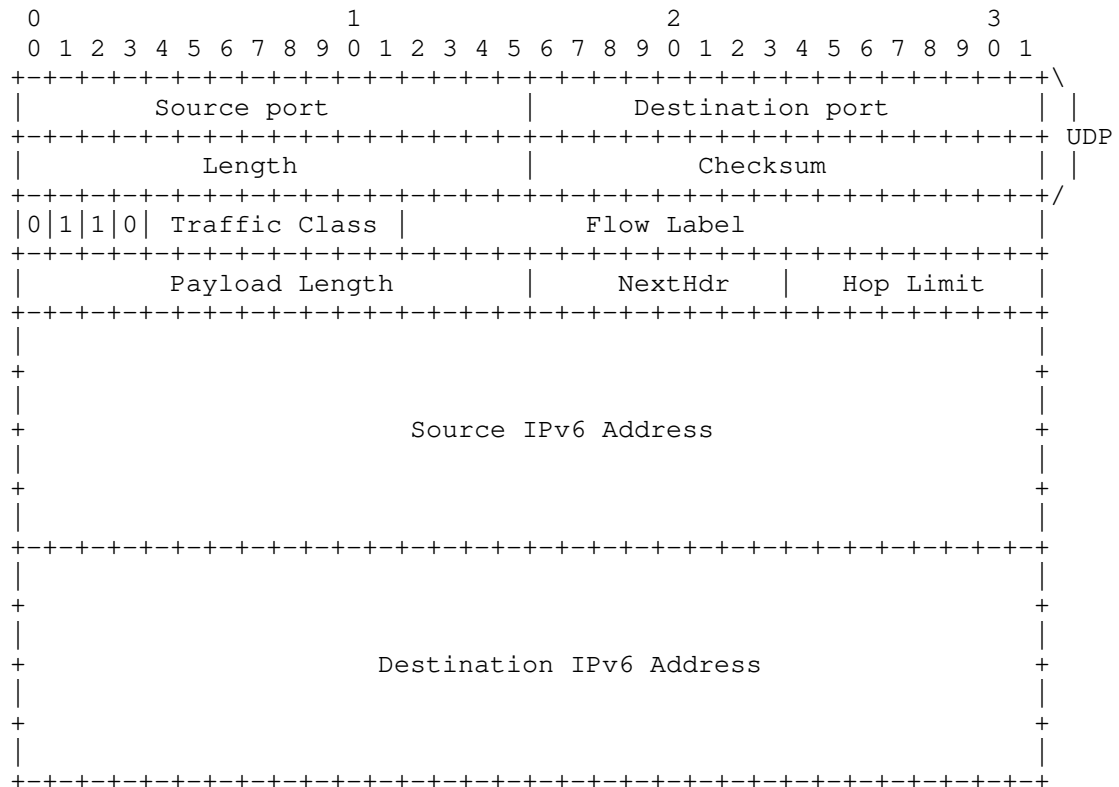 0                   1                   2                   3
 0 1 2 3 4 5 6 7 8 9 0 1 2 3 4 5 6 7 8 9 0 1 2 3 4 5 6 7 8 9 0 1
+-+-+-+-+-+-+-+-+-+-+-+-+-+-+-+-+-+-+-+-+-+-+-+-+-+-+-+-+-+-+-+-+\
|        Source port            |      Destination port         | |
+-+-+-+-+-+-+-+-+-+-+-+-+-+-+-+-+-+-+-+-+-+-+-+-+-+-+-+-+-+-+-+-+ UDP
|           Length              |          Checksum             | |
+-+-+-+-+-+-+-+-+-+-+-+-+-+-+-+-+-+-+-+-+-+-+-+-+-+-+-+-+-+-+-+-+/
|0|1|1|0| Traffic Class |           Flow Label                  |
+-+-+-+-+-+-+-+-+-+-+-+-+-+-+-+-+-+-+-+-+-+-+-+-+-+-+-+-+-+-+-+-+
|         Payload Length        |     NextHdr   |   Hop Limit   |
+-+-+-+-+-+-+-+-+-+-+-+-+-+-+-+-+-+-+-+-+-+-+-+-+-+-+-+-+-+-+-+-+
|                                                               |
+                                                               +
|                                                               |
+                        Source IPv6 Address                    +
|                                                               |
+                                                               +
|                                                               |
+-+-+-+-+-+-+-+-+-+-+-+-+-+-+-+-+-+-+-+-+-+-+-+-+-+-+-+-+-+-+-+-+
|                                                               |
+                                                               +
|                                                               |
+                      Destination IPv6 Address                 +
|                                                               |
+                                                               +
|                                                               |
+-+-+-+-+-+-+-+-+-+-+-+-+-+-+-+-+-+-+-+-+-+-+-+-+-+-+-+-+-+-+-+-+